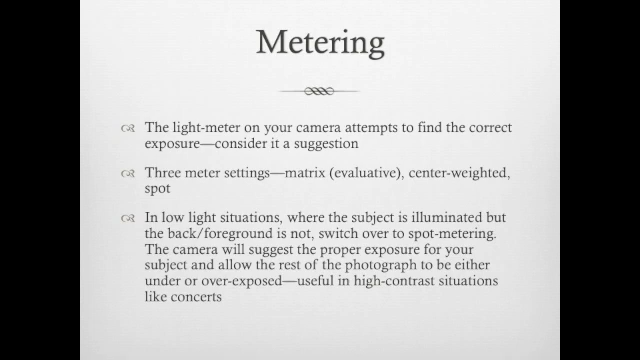 Metering
The light-meter on your camera attempts to find the correct
exposure—consider it a suggestion
Three meter settings—matrix (evaluative), center-weighted,
spot
In low light situations, where the subject is illuminated but
the back/foreground is not, switch over to spot-metering.
The camera will suggest the proper exposure for your
subject and allow the rest of the photograph to be either
under or over-exposed—useful in high-contrast situations
like concerts